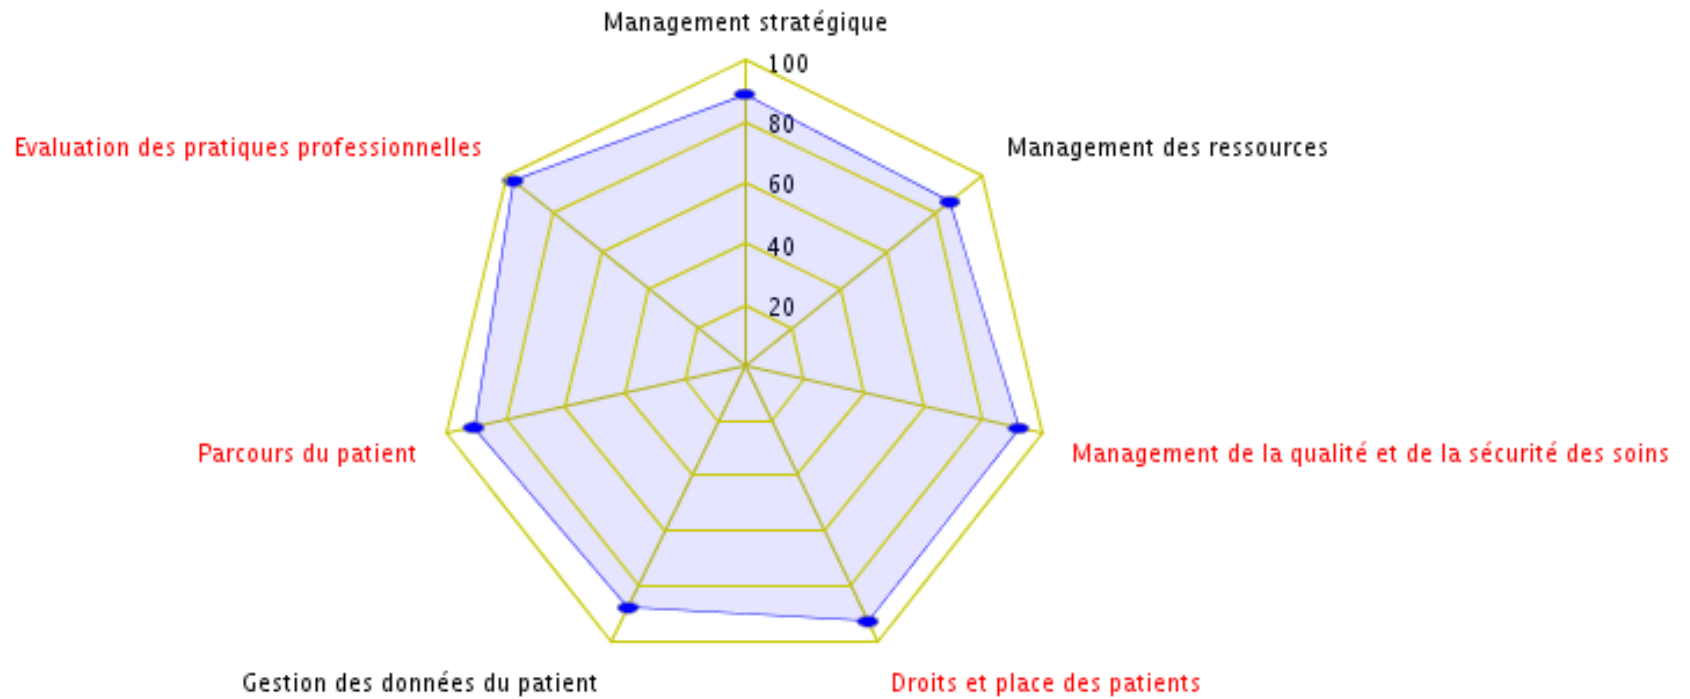 Management stratégique
100
Evaluation des pratiques professionnelles
Management des ressources
80
60
40
20
Parcours du patient
Management de la qualité et de la sécurité des soins
Gestion des données du patient
Droits et place des patients